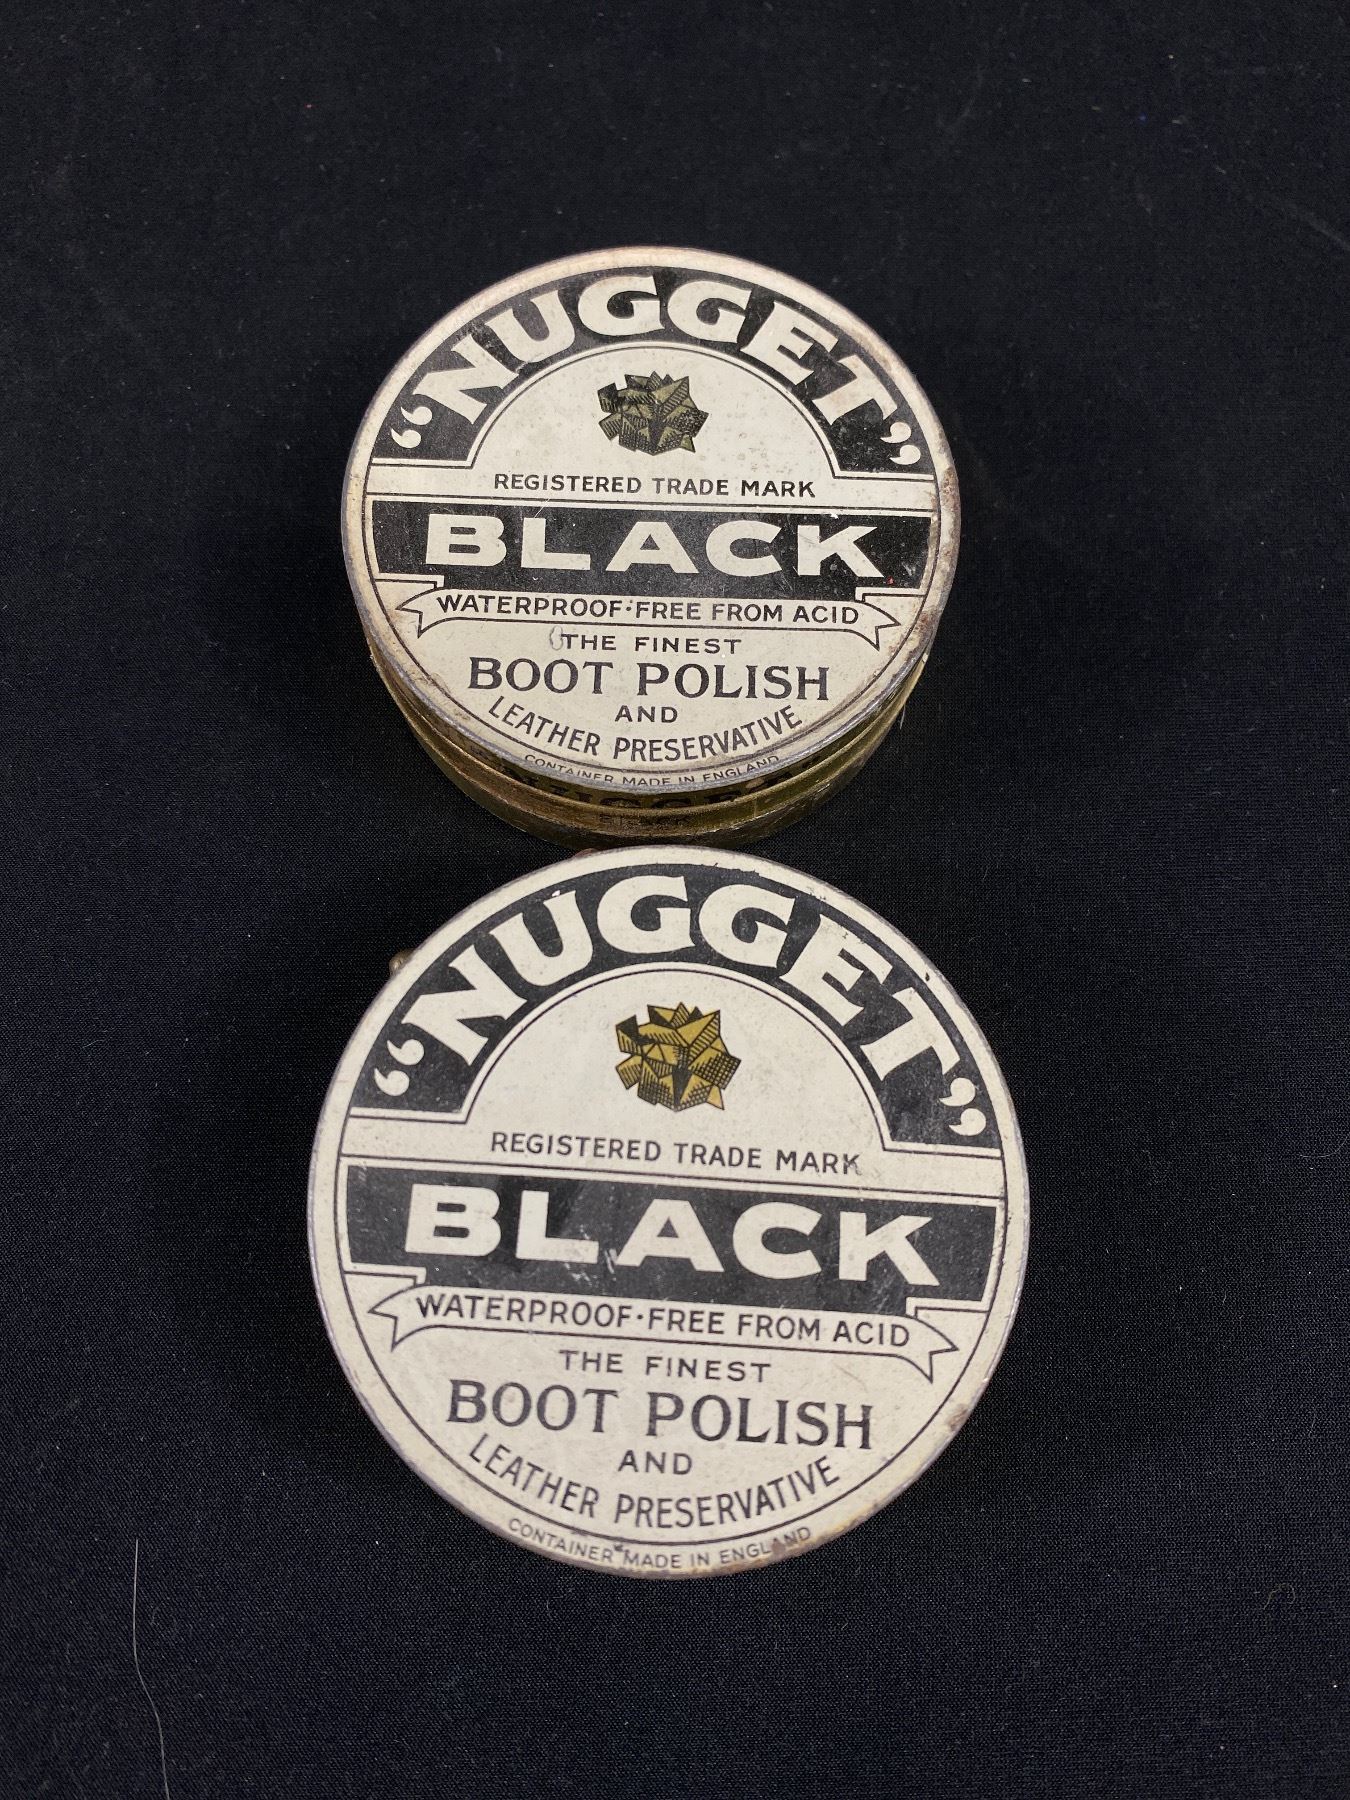 “NUGGET”
REGISTERED TRADE MARK
BLACK
WATERPROOF·FREE FROM ACID
THE FINEST
BOOT POLISH
AND
LEATHER PRESERVATIVE
CONTAINER MADE IN ENGLAND
NUGGET
BLACK
“NUGGET”
REGISTERED TRADE MARK
BLACK
WATERPROOF·FREE FROM ACID
THE FINEST
BOOT POLISH
AND
LEATHER PRESERVATIVE
CONTAINER MADE IN ENGLAND